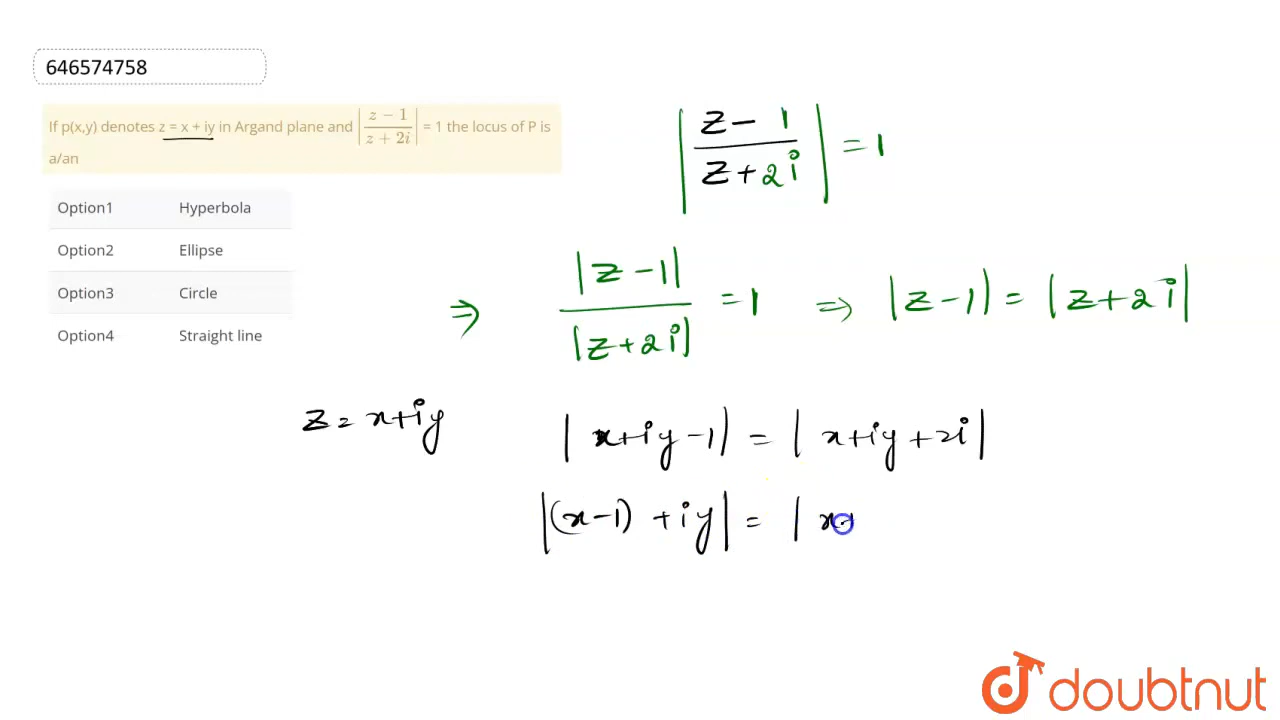 646574758
If p(x,y) denotes z = x + iy in Argand plane and |(z − 1)/(z + 2i)| = 1 the locus of P is
a/an
Option1 Hyperbola
Option2 Ellipse
Option3 Circle
Option4 Straight line
|(z − 1)/(z + 2i)| = 1
⇒ |z − 1|/|z + 2i| = 1 ⇒ |z − 1| = |z + 2i|
z = x+iy |x+iy−1| = |x+iy+2i|
|(x−1) +iy| = | x+
doubtnut